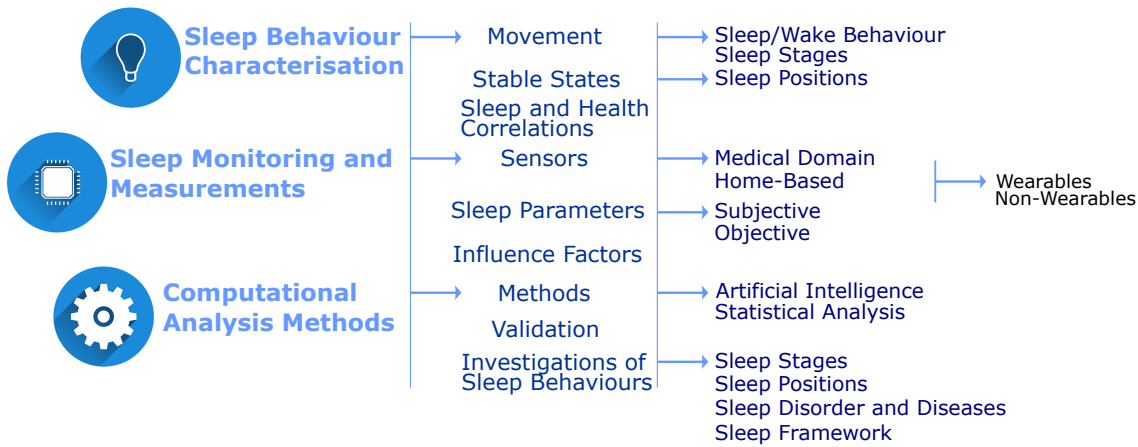 Sleep Behaviour
Characterisation
Movement
Sleep/Wake Behaviour
Sleep Stages
Stable States
Sleep Positions
Sleep and Health
Correlations
Sleep Monitoring and
Measurements
Sensors
Medical Domain
Home-Based
Wearables
Non-Wearables
Sleep Parameters
Subjective
Objective
Influence Factors
Computational
Analysis Methods
Methods
Artificial Intelligence
Statistical Analysis
Validation
Investigations of
Sleep Behaviours
Sleep Stages
Sleep Positions
Sleep Disorder and Diseases
Sleep Framework